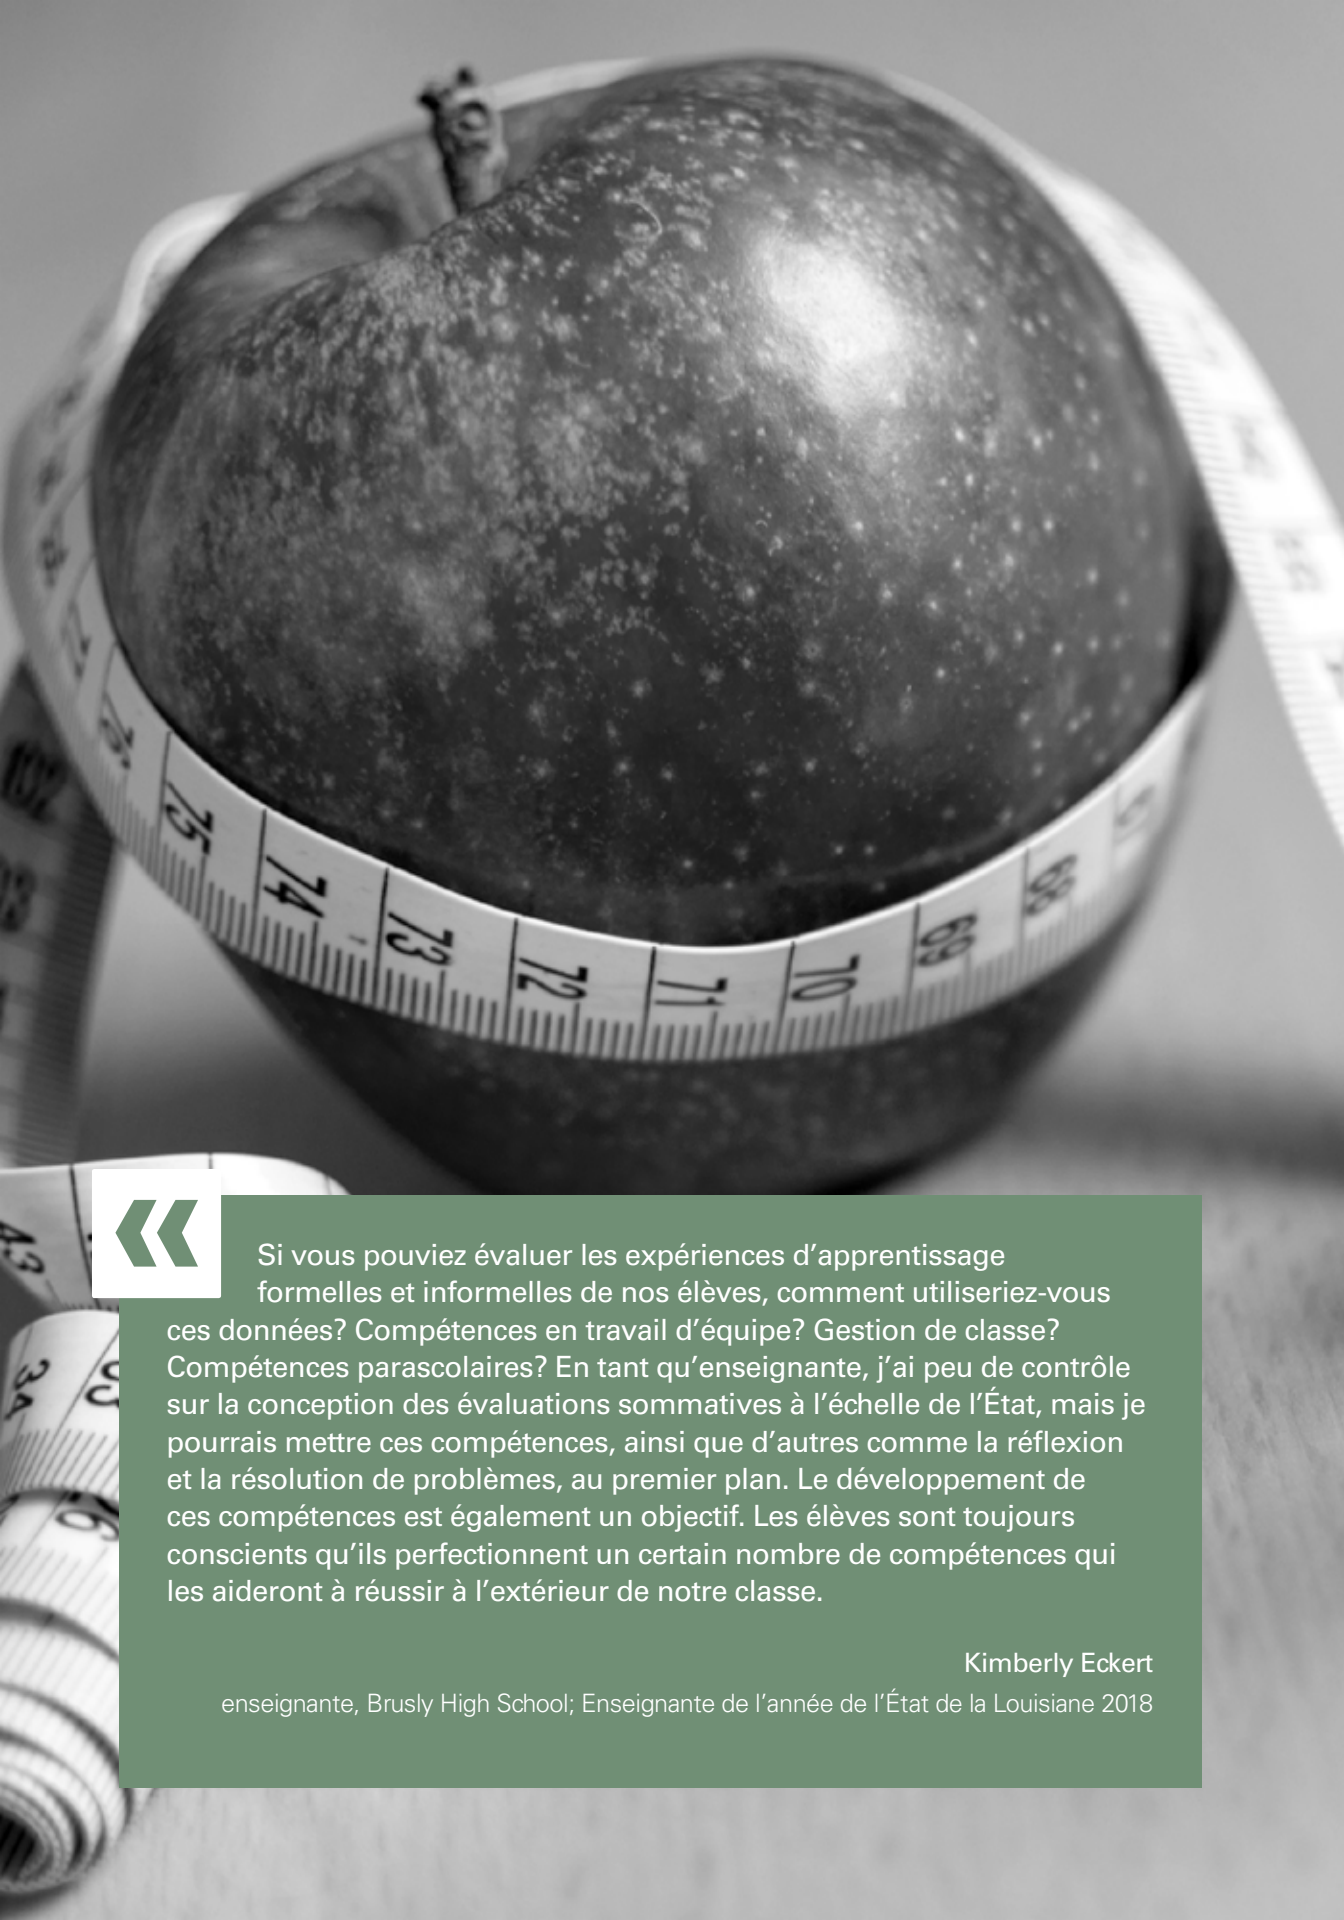 75
74
73
72
71
70
69
68
«
Si vous pouviez évaluer les expériences d’apprentissage
formelles et informelles de nos élèves, comment utiliseriez-vous
ces données? Compétences en travail d’équipe? Gestion de classe?
Compétences parascolaires? En tant qu’enseignante, j’ai peu de contrôle
sur la conception des évaluations sommatives à l’échelle de l’État, mais je
pourrais mettre ces compétences, ainsi que d’autres comme la réflexion
et la résolution de problèmes, au premier plan. Le développement de
ces compétences est également un objectif. Les élèves sont toujours
conscients qu’ils perfectionnent un certain nombre de compétences qui
les aideront à réussir à l’extérieur de notre classe.
Kimberly Eckert
enseignante, Brusly High School; Enseignante de l’année de l’État de la Louisiane 2018